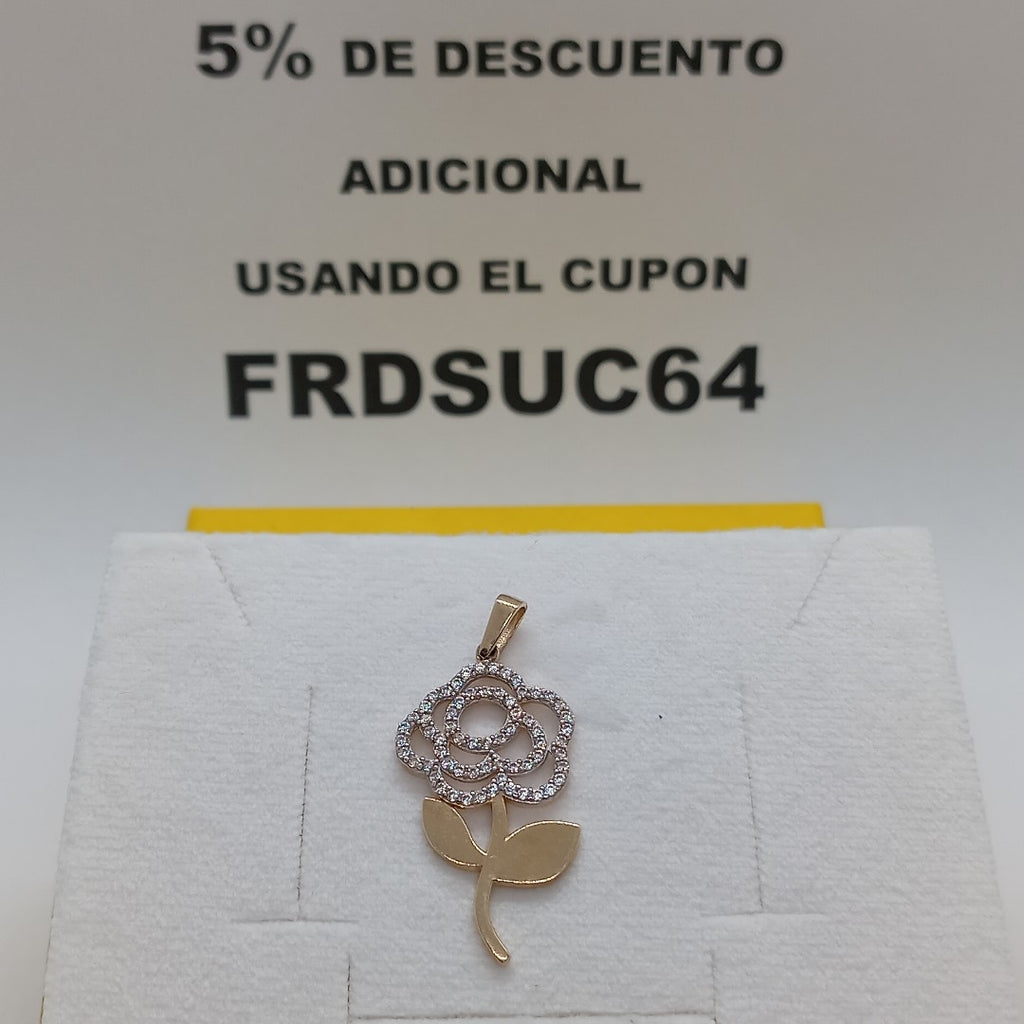 5% DE DESCUENTO
ADICIONAL
USANDO EL CUPON
FRDSUC64